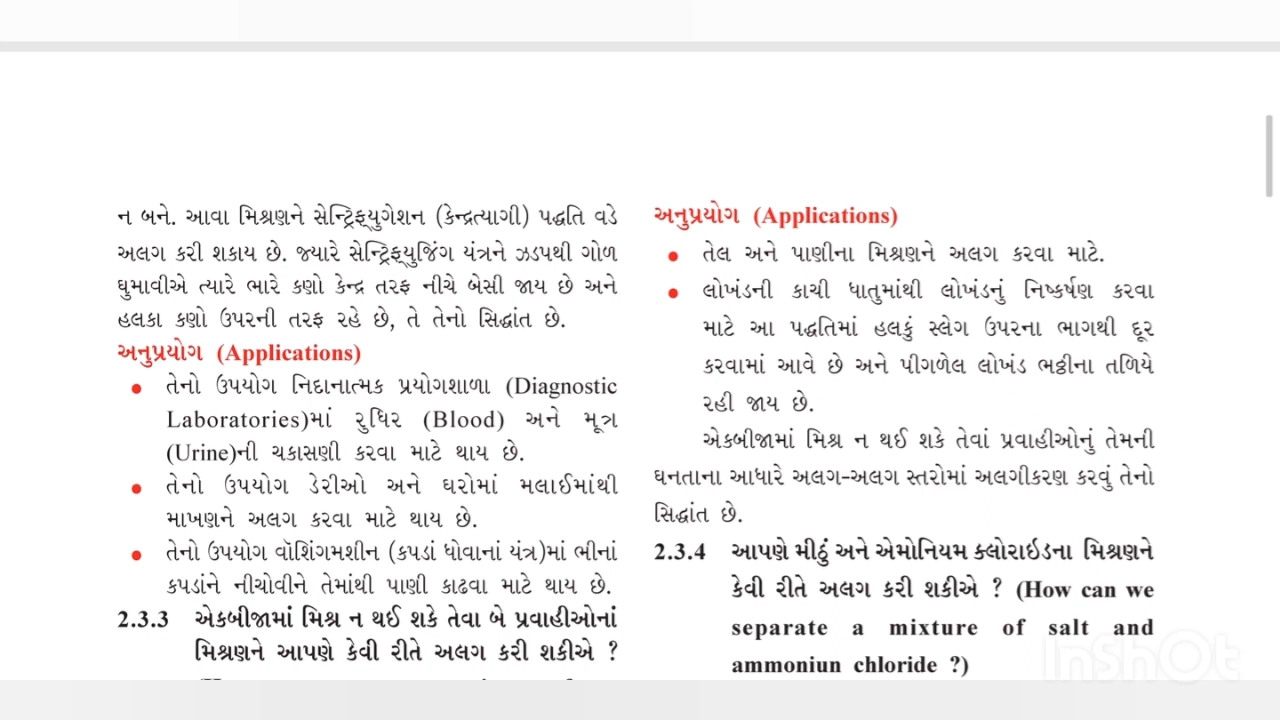 ન બને. આવા મિશ્રણને સેન્ટ્રિફ્યુગેશન (કેન્દ્રત્યાગી) પદ્ધતિ વડે
અલગ કરી શકાય છે. જ્યારે સેન્ટ્રિફ્યુજિંગ યંત્રને ઝડપથી ગોળ
ઘુમાવીએ ત્યારે ભારે કણો કેન્દ્ર તરફ નીચે બેસી જાય છે અને
હલકા કણો ઉપરની તરફ રહે છે, તે તેનો સિદ્ધાંત છે.
અનુપ્રયોગ (Applications)
• તેનો ઉપયોગ નિદાનાત્મક પ્રયોગશાળા (Diagnostic
Laboratories)માં રુધિર (Blood) અને મૂત્ર
(Urine)ની ચકાસણી કરવા માટે થાય છે.
• તેનો ઉપયોગ ડેરીઓ અને ઘરોમાં મલાઈમાંથી
માખણને અલગ કરવા માટે થાય છે.
• તેનો ઉપયોગ વૉશિંગમશીન (કપડાં ધોવાનાં યંત્ર)માં ભીનાં
કપડાંને નીચોવીને તેમાંથી પાણી કાઢવા માટે થાય છે.
2.3.3 એકબીજામાં મિશ્ર ન થઈ શકે તેવા બે પ્રવાહીઓનાં
મિશ્રણને આપણે કેવી રીતે અલગ કરી શકીએ ?
અનુપ્રયોગ (Applications)
• તેલ અને પાણીના મિશ્રણને અલગ કરવા માટે.
• લોખંડની કાચી ધાતુમાંથી લોખંડનું નિષ્કર્ષણ કરવા
માટે આ પદ્ધતિમાં હલકું સ્લેગ ઉપરના ભાગથી દૂર
કરવામાં આવે છે અને પીગળેલ લોખંડ ભઠ્ઠીના તળિયે
રહી જાય છે.
એકબીજામાં મિશ્ર ન થઈ શકે તેવાં પ્રવાહીઓનું તેમની
ઘનતાના આધારે અલગ-અલગ સ્તરોમાં અલગીકરણ કરવું તેનો
સિદ્ધાંત છે.
2.3.4 આપણે મીઠું અને એમોનિયમ ક્લોરાઇડના મિશ્રણને
કેવી રીતે અલગ કરી શકીએ ? (How can we
separate a mixture of salt and
ammoniun chloride ?)
InShOt